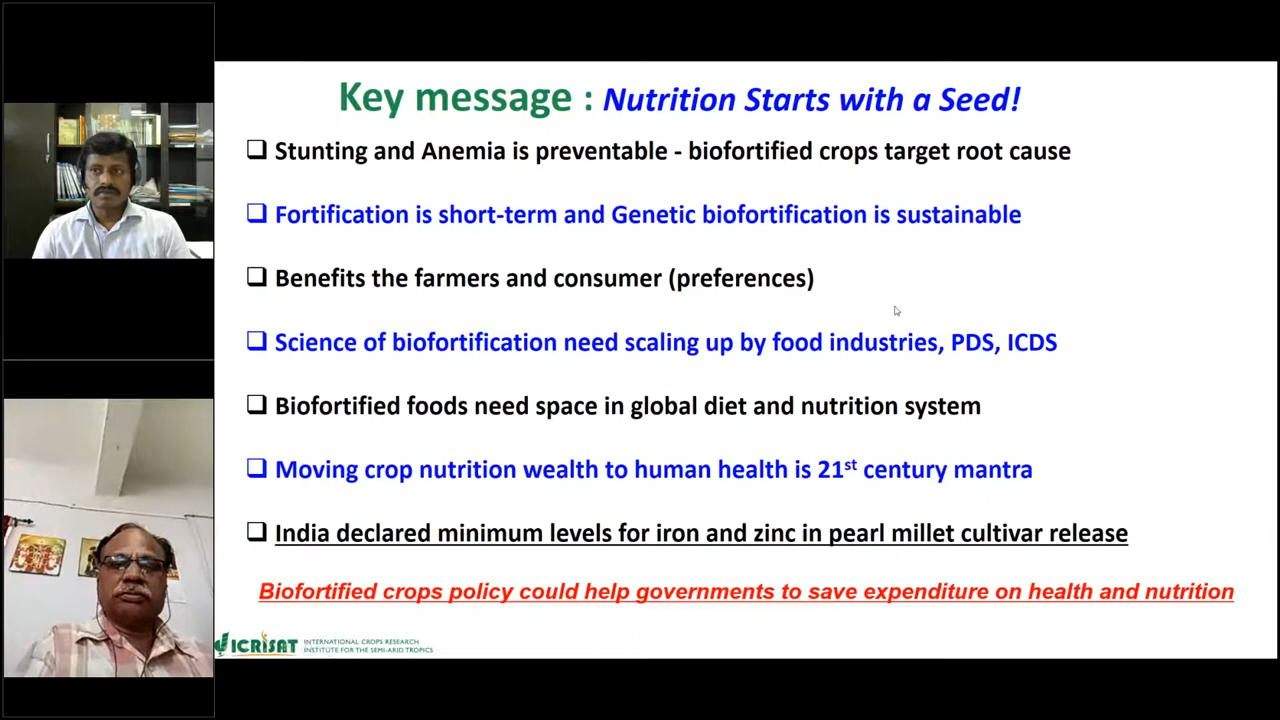 Key message : Nutrition Starts with a Seed!
❑ Stunting and Anemia is preventable - biofortified crops target root cause
❑ Fortification is short-term and Genetic biofortification is sustainable
❑ Benefits the farmers and consumer (preferences)
❑ Science of biofortification need scaling up by food industries, PDS, ICDS
❑ Biofortified foods need space in global diet and nutrition system
❑ Moving crop nutrition wealth to human health is 21st century mantra
❑ India declared minimum levels for iron and zinc in pearl millet cultivar release
Biofortified crops policy could help governments to save expenditure on health and nutrition
ICRISAT
INTERNATIONAL CROPS RESEARCH
INSTITUTE FOR THE SEMI-ARID TROPICS